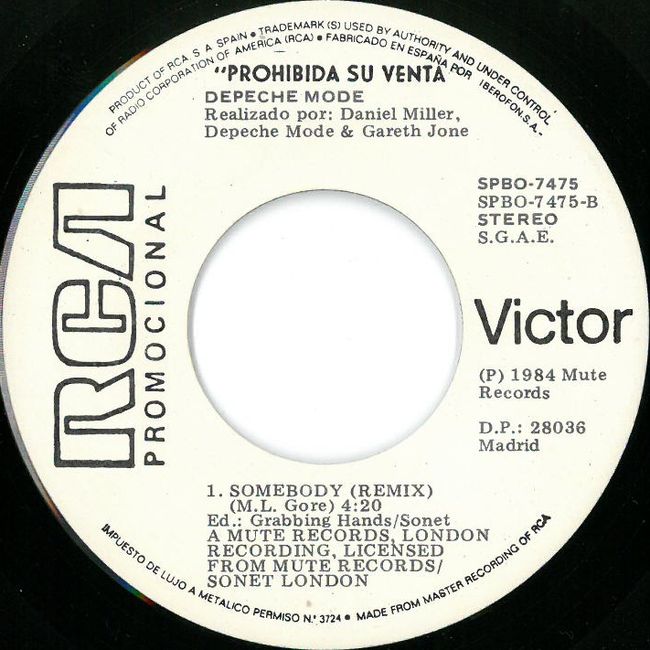 PRODUCT OF RCA S A SPAIN • TRADEMARK (S) USED BY AUTHORITY AND UNDER CONTROL
OF RADIO CORPORATION OF AMERICA (RCA) • FABRICADO EN ESPAÑA POR IBEROFON, S.A.-
"PROHIBIDA SU VENTA
DEPECHE MODE
Realizado por: Daniel Miller,
Depeche Mode & Gareth Jone
SPBO-7475
SPBO-7475-B
STEREO
S.G.A.E.
RCA
PROMOCIONAL
Victor
(P) 1984 Mute
Records
D.P.: 28036
Madrid
1. SOMEBODY (REMIX)
(M.L. Gore) 4:20
Ed.: Grabbing Hands/Sonet
A MUTE RECORDS, LONDON
RECORDING, LICENSED
FROM MUTE RECORDS/
SONET LONDON
IMPUESTO DE LUJO A METALICO PERMISO N.° 3724 • MADE FROM MASTER RECORDING OF RCA